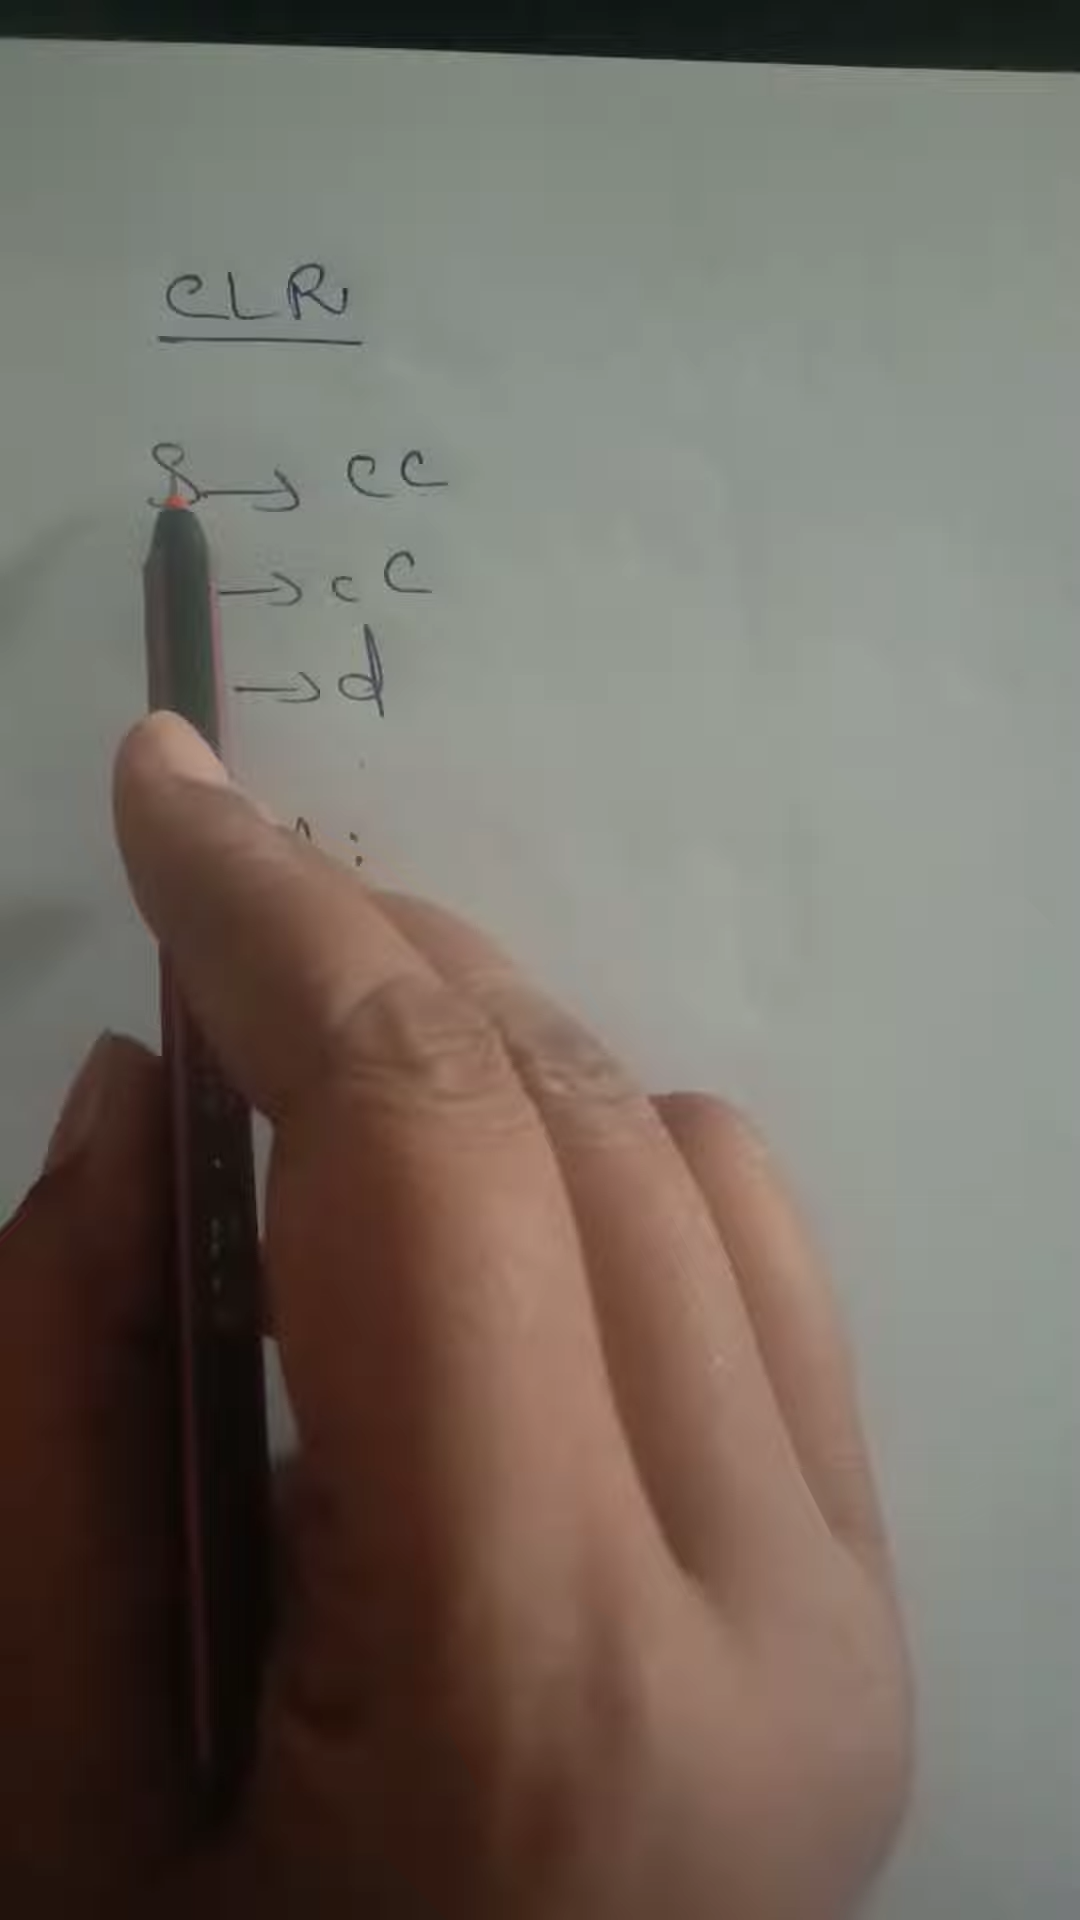 CLR
S → CC
→ cC
→ d
: